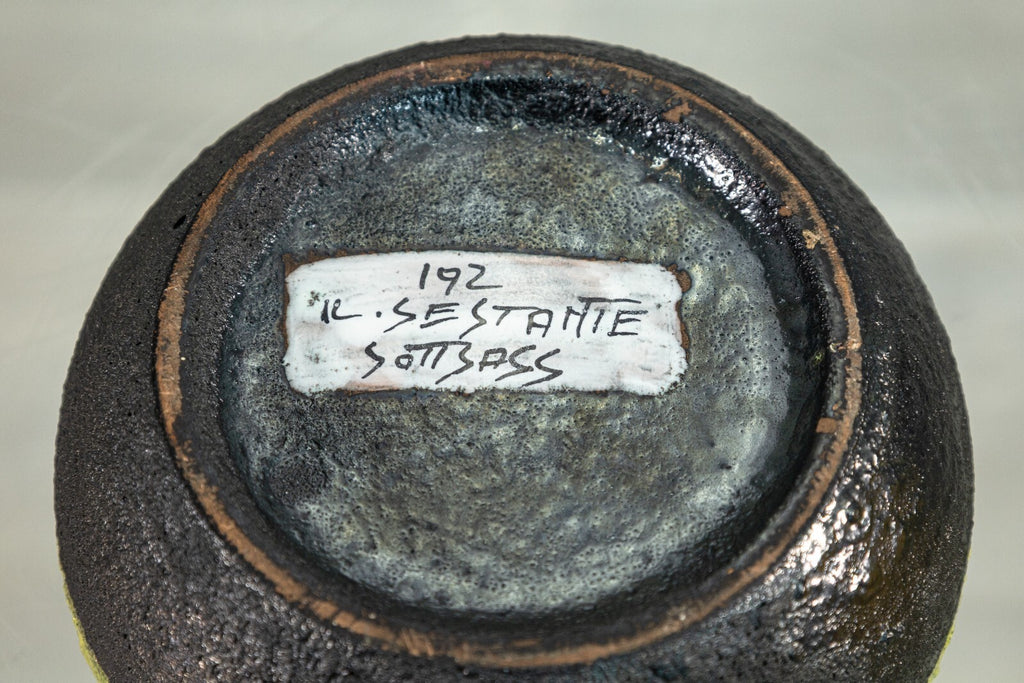 192
IL. SESTANTE
SOTTSASS